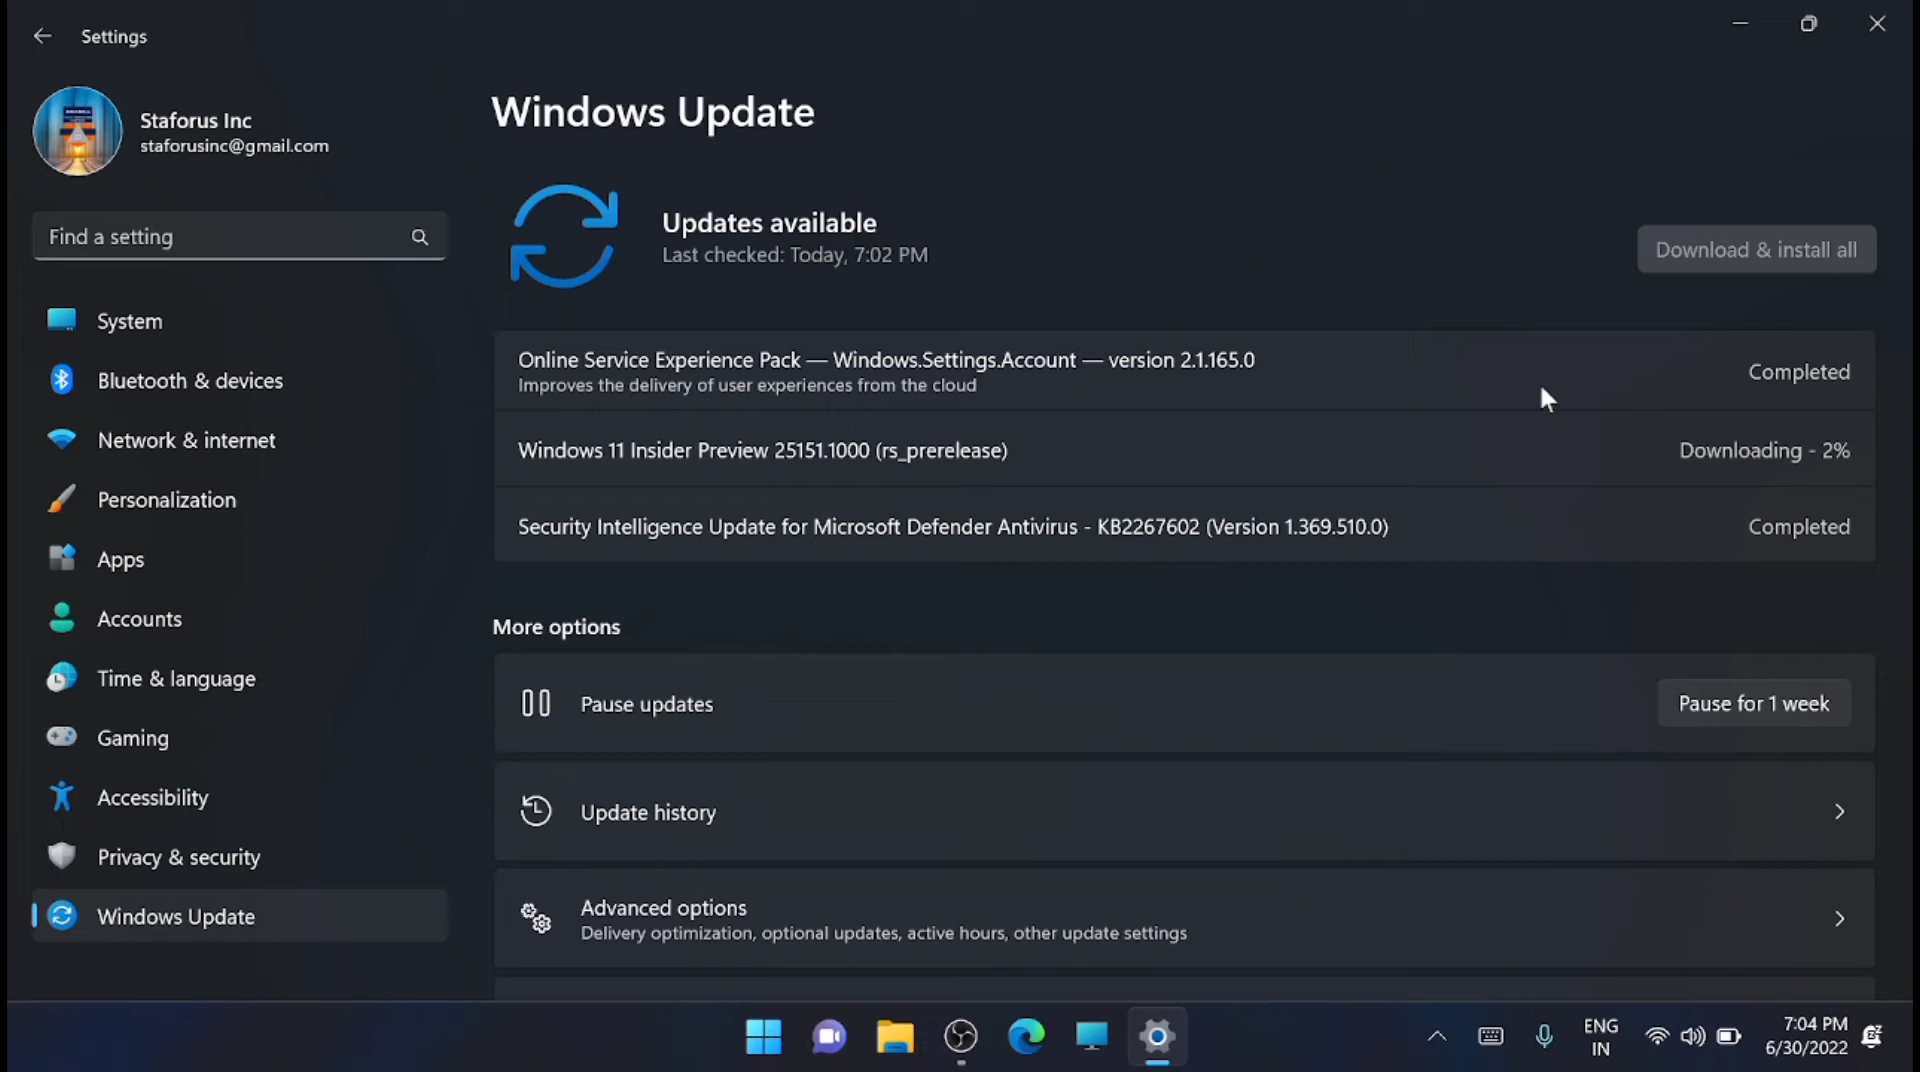 Settings
Staforus Inc
staforusinc@gmail.com
Find a setting
System
Bluetooth & devices
Network & internet
Personalization
Apps
Accounts
Time & language
Gaming
Accessibility
Privacy & security
Windows Update
Windows Update
Updates available
Last checked: Today, 7:02 PM
Download & install all
Online Service Experience Pack — Windows.Settings.Account — version 2.1.165.0
Improves the delivery of user experiences from the cloud
Completed
Windows 11 Insider Preview 25151.1000 (rs_prerelease)
Downloading - 2%
Security Intelligence Update for Microsoft Defender Antivirus - KB2267602 (Version 1.369.510.0)
Completed
More options
Pause updates
Pause for 1 week
Update history
Advanced options
Delivery optimization, optional updates, active hours, other update settings
ENG
IN
7:04 PM
6/30/2022